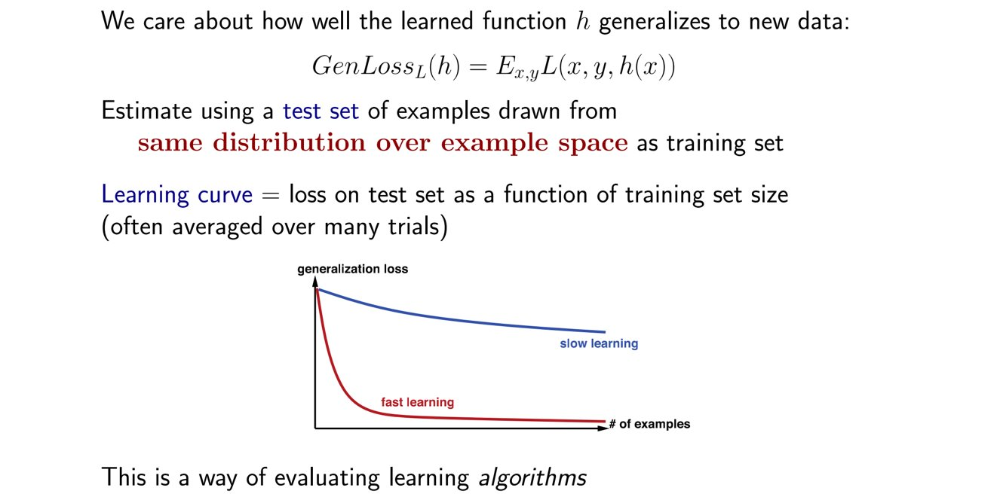 We care about how well the learned function h generalizes to new data:
GenLoss_L(h) = E_{x,y}L(x, y, h(x))
Estimate using a test set of examples drawn from
same distribution over example space as training set
Learning curve = loss on test set as a function of training set size
(often averaged over many trials)
generalization loss
slow learning
fast learning
# of examples
This is a way of evaluating learning algorithms